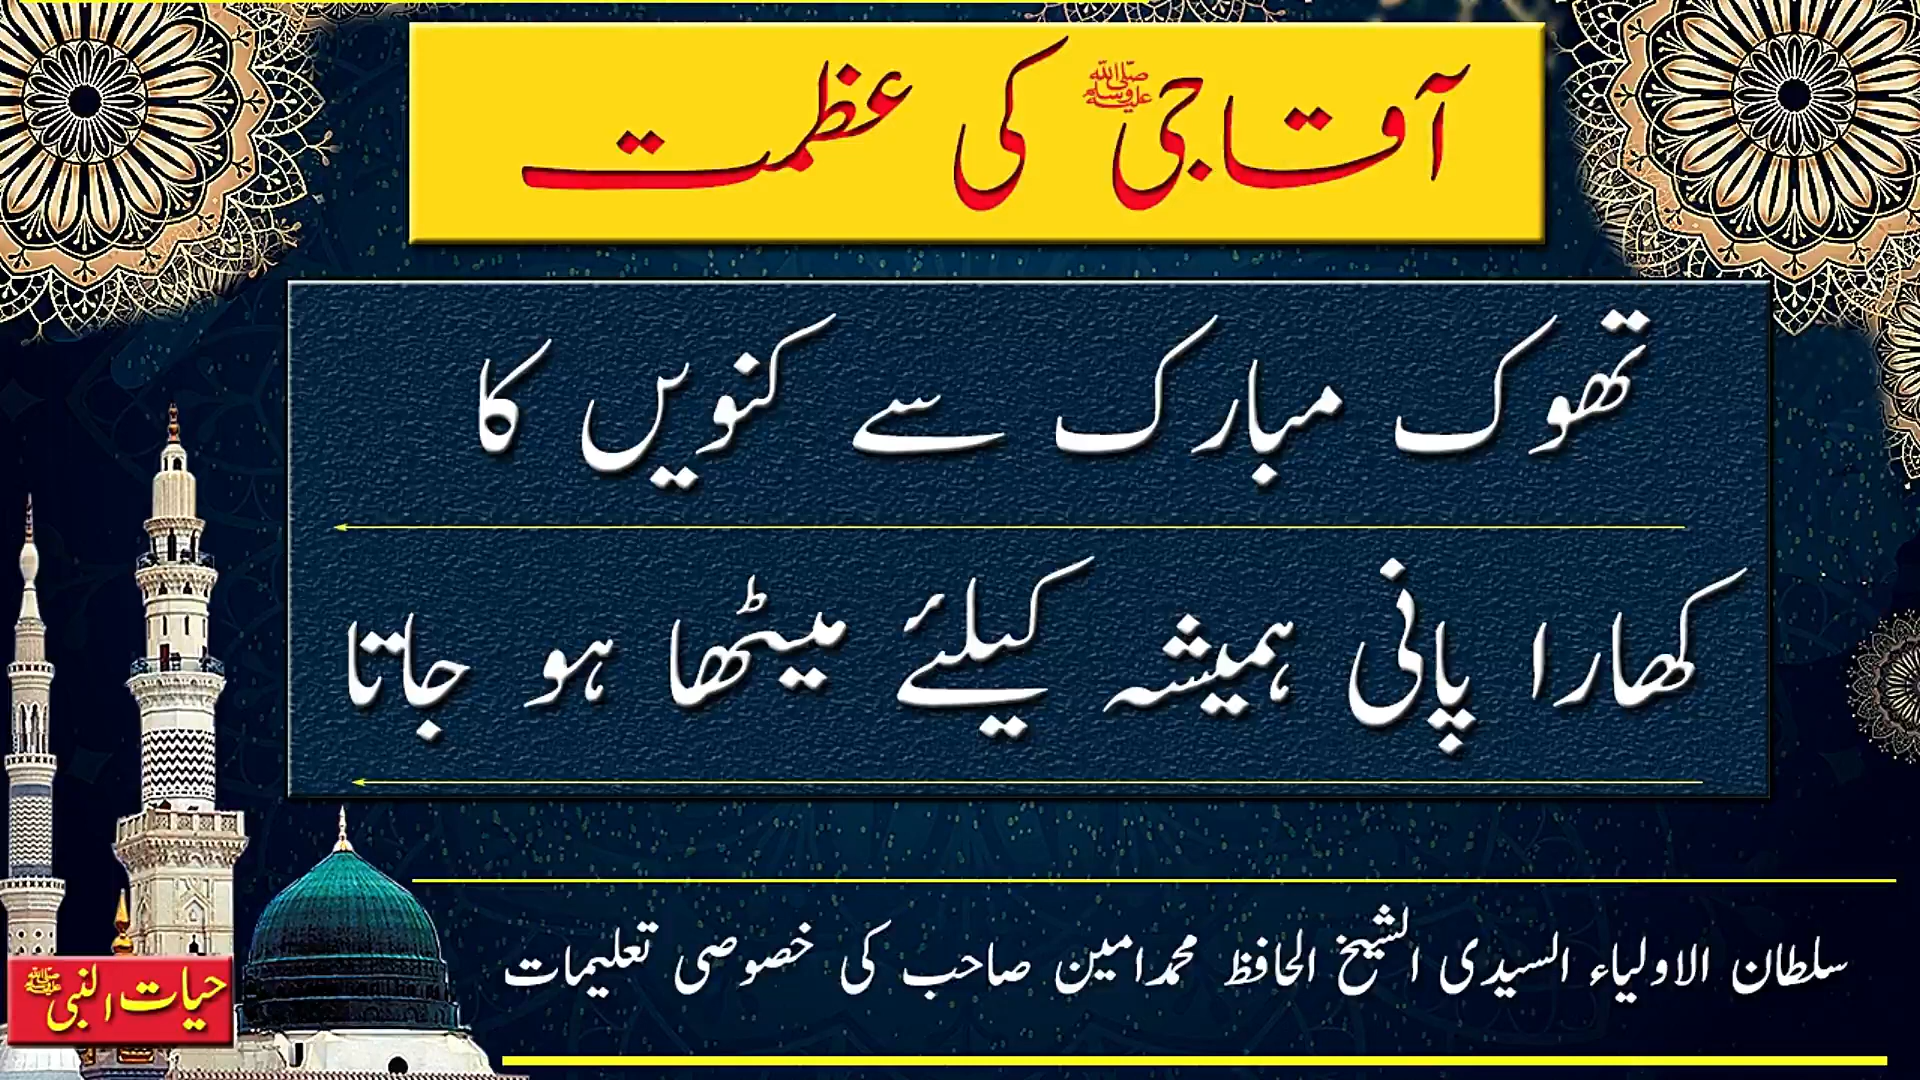 آقا جی ﷺ کی عظمت
تھوک مبارک سے کنویں کا
کھارا پانی ہمیشہ کیلئے میٹھا ہو جاتا
سلطان الاولیاء السیدی الشیخ الحافظ محمد امین صاحب کی خصوصی تعلیمات
حیات النبی ﷺ